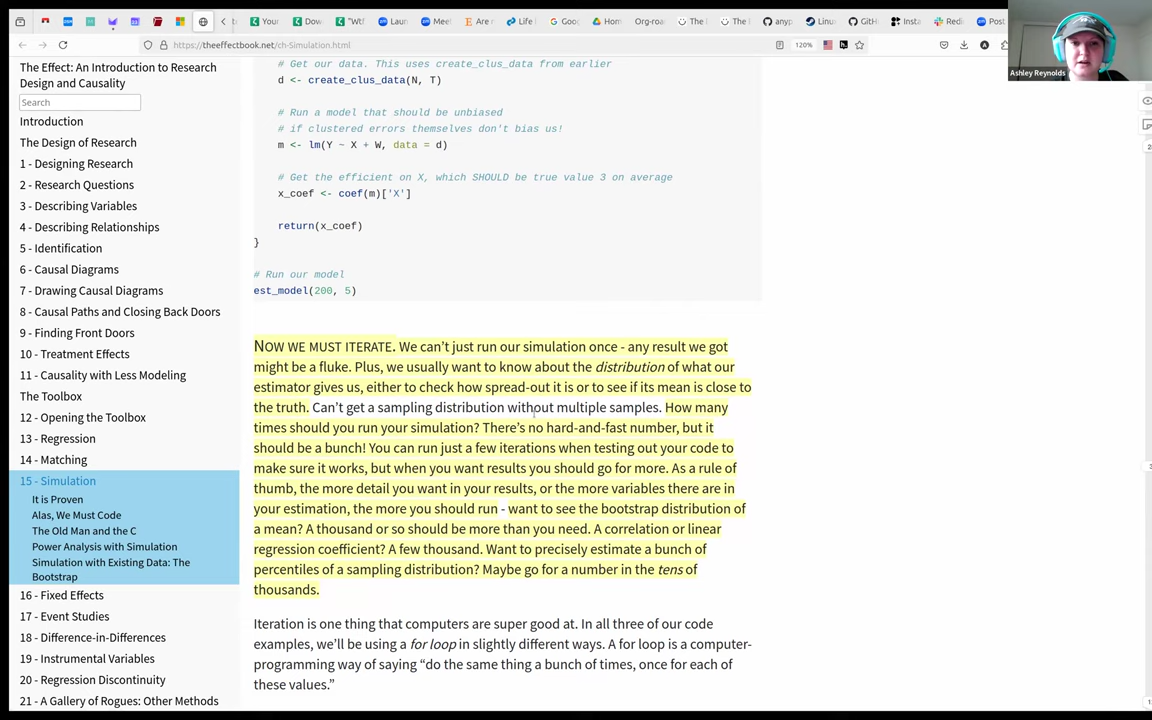 Your
Dow
"Wtf
Laun
Meet
Are r
Life l
Goog
Hom
Org-roa
The l
The l
anyp
Linu
GitH
Insta
Redi
Post
https://theeffectbook.net/ch-Simulation.html
120%
Ashley Reynolds
The Effect: An Introduction to Research
Design and Causality
Search
Introduction
The Design of Research
1 - Designing Research
2 - Research Questions
3 - Describing Variables
4 - Describing Relationships
5 - Identification
6 - Causal Diagrams
7 - Drawing Causal Diagrams
8 - Causal Paths and Closing Back Doors
9 - Finding Front Doors
10 - Treatment Effects
11 - Causality with Less Modeling
The Toolbox
12 - Opening the Toolbox
13 - Regression
14 - Matching
15 - Simulation
It is Proven
Alas, We Must Code
The Old Man and the C
Power Analysis with Simulation
Simulation with Existing Data: The
Bootstrap
16 - Fixed Effects
17 - Event Studies
18 - Difference-in-Differences
19 - Instrumental Variables
20 - Regression Discontinuity
21 - A Gallery of Rogues: Other Methods
# Get our data. This uses create_clus_data from earlier
d <- create_clus_data(N, T)
# Run a model that should be unbiased
# if clustered errors themselves don't bias us!
m <- lm(Y ~ X + W, data = d)
# Get the efficient on X, which SHOULD be true value 3 on average
x_coef <- coef(m)['X']
return(x_coef)
}
# Run our model
est_model(200, 5)
NOW WE MUST ITERATE. We can't just run our simulation once - any result we got
might be a fluke. Plus, we usually want to know about the distribution of what our
estimator gives us, either to check how spread-out it is or to see if its mean is close to
the truth. Can't get a sampling distribution without multiple samples. How many
times should you run your simulation? There's no hard-and-fast number, but it
should be a bunch! You can run just a few iterations when testing out your code to
make sure it works, but when you want results you should go for more. As a rule of
thumb, the more detail you want in your results, or the more variables there are in
your estimation, the more you should run - want to see the bootstrap distribution of
a mean? A thousand or so should be more than you need. A correlation or linear
regression coefficient? A few thousand. Want to precisely estimate a bunch of
percentiles of a sampling distribution? Maybe go for a number in the tens of
thousands.
Iteration is one thing that computers are super good at. In all three of our code
examples, we'll be using a for loop in slightly different ways. A for loop is a computer-
programming way of saying "do the same thing a bunch of times, once for each of
these values."